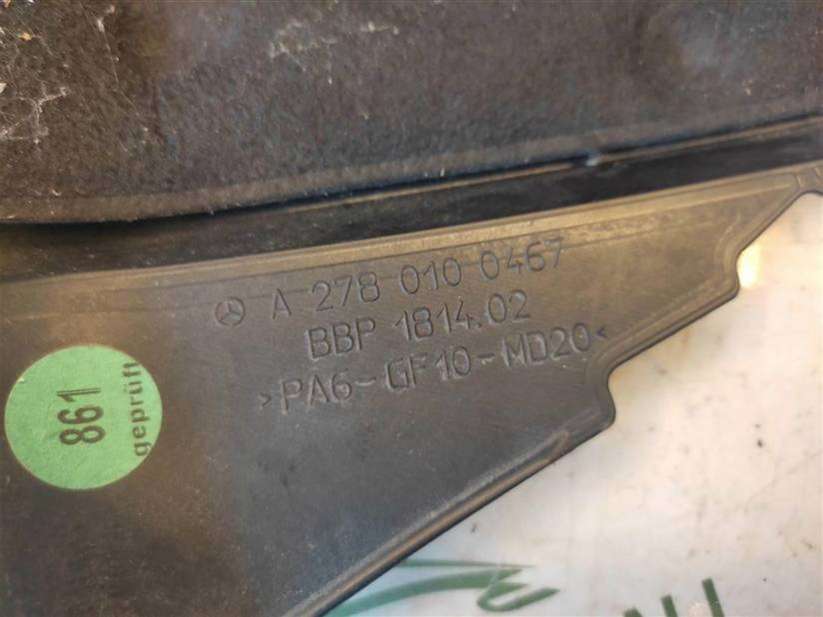 A 278 010 0467
BBP 1814.02
>PA6-GF10-MD20<
861
geprüft